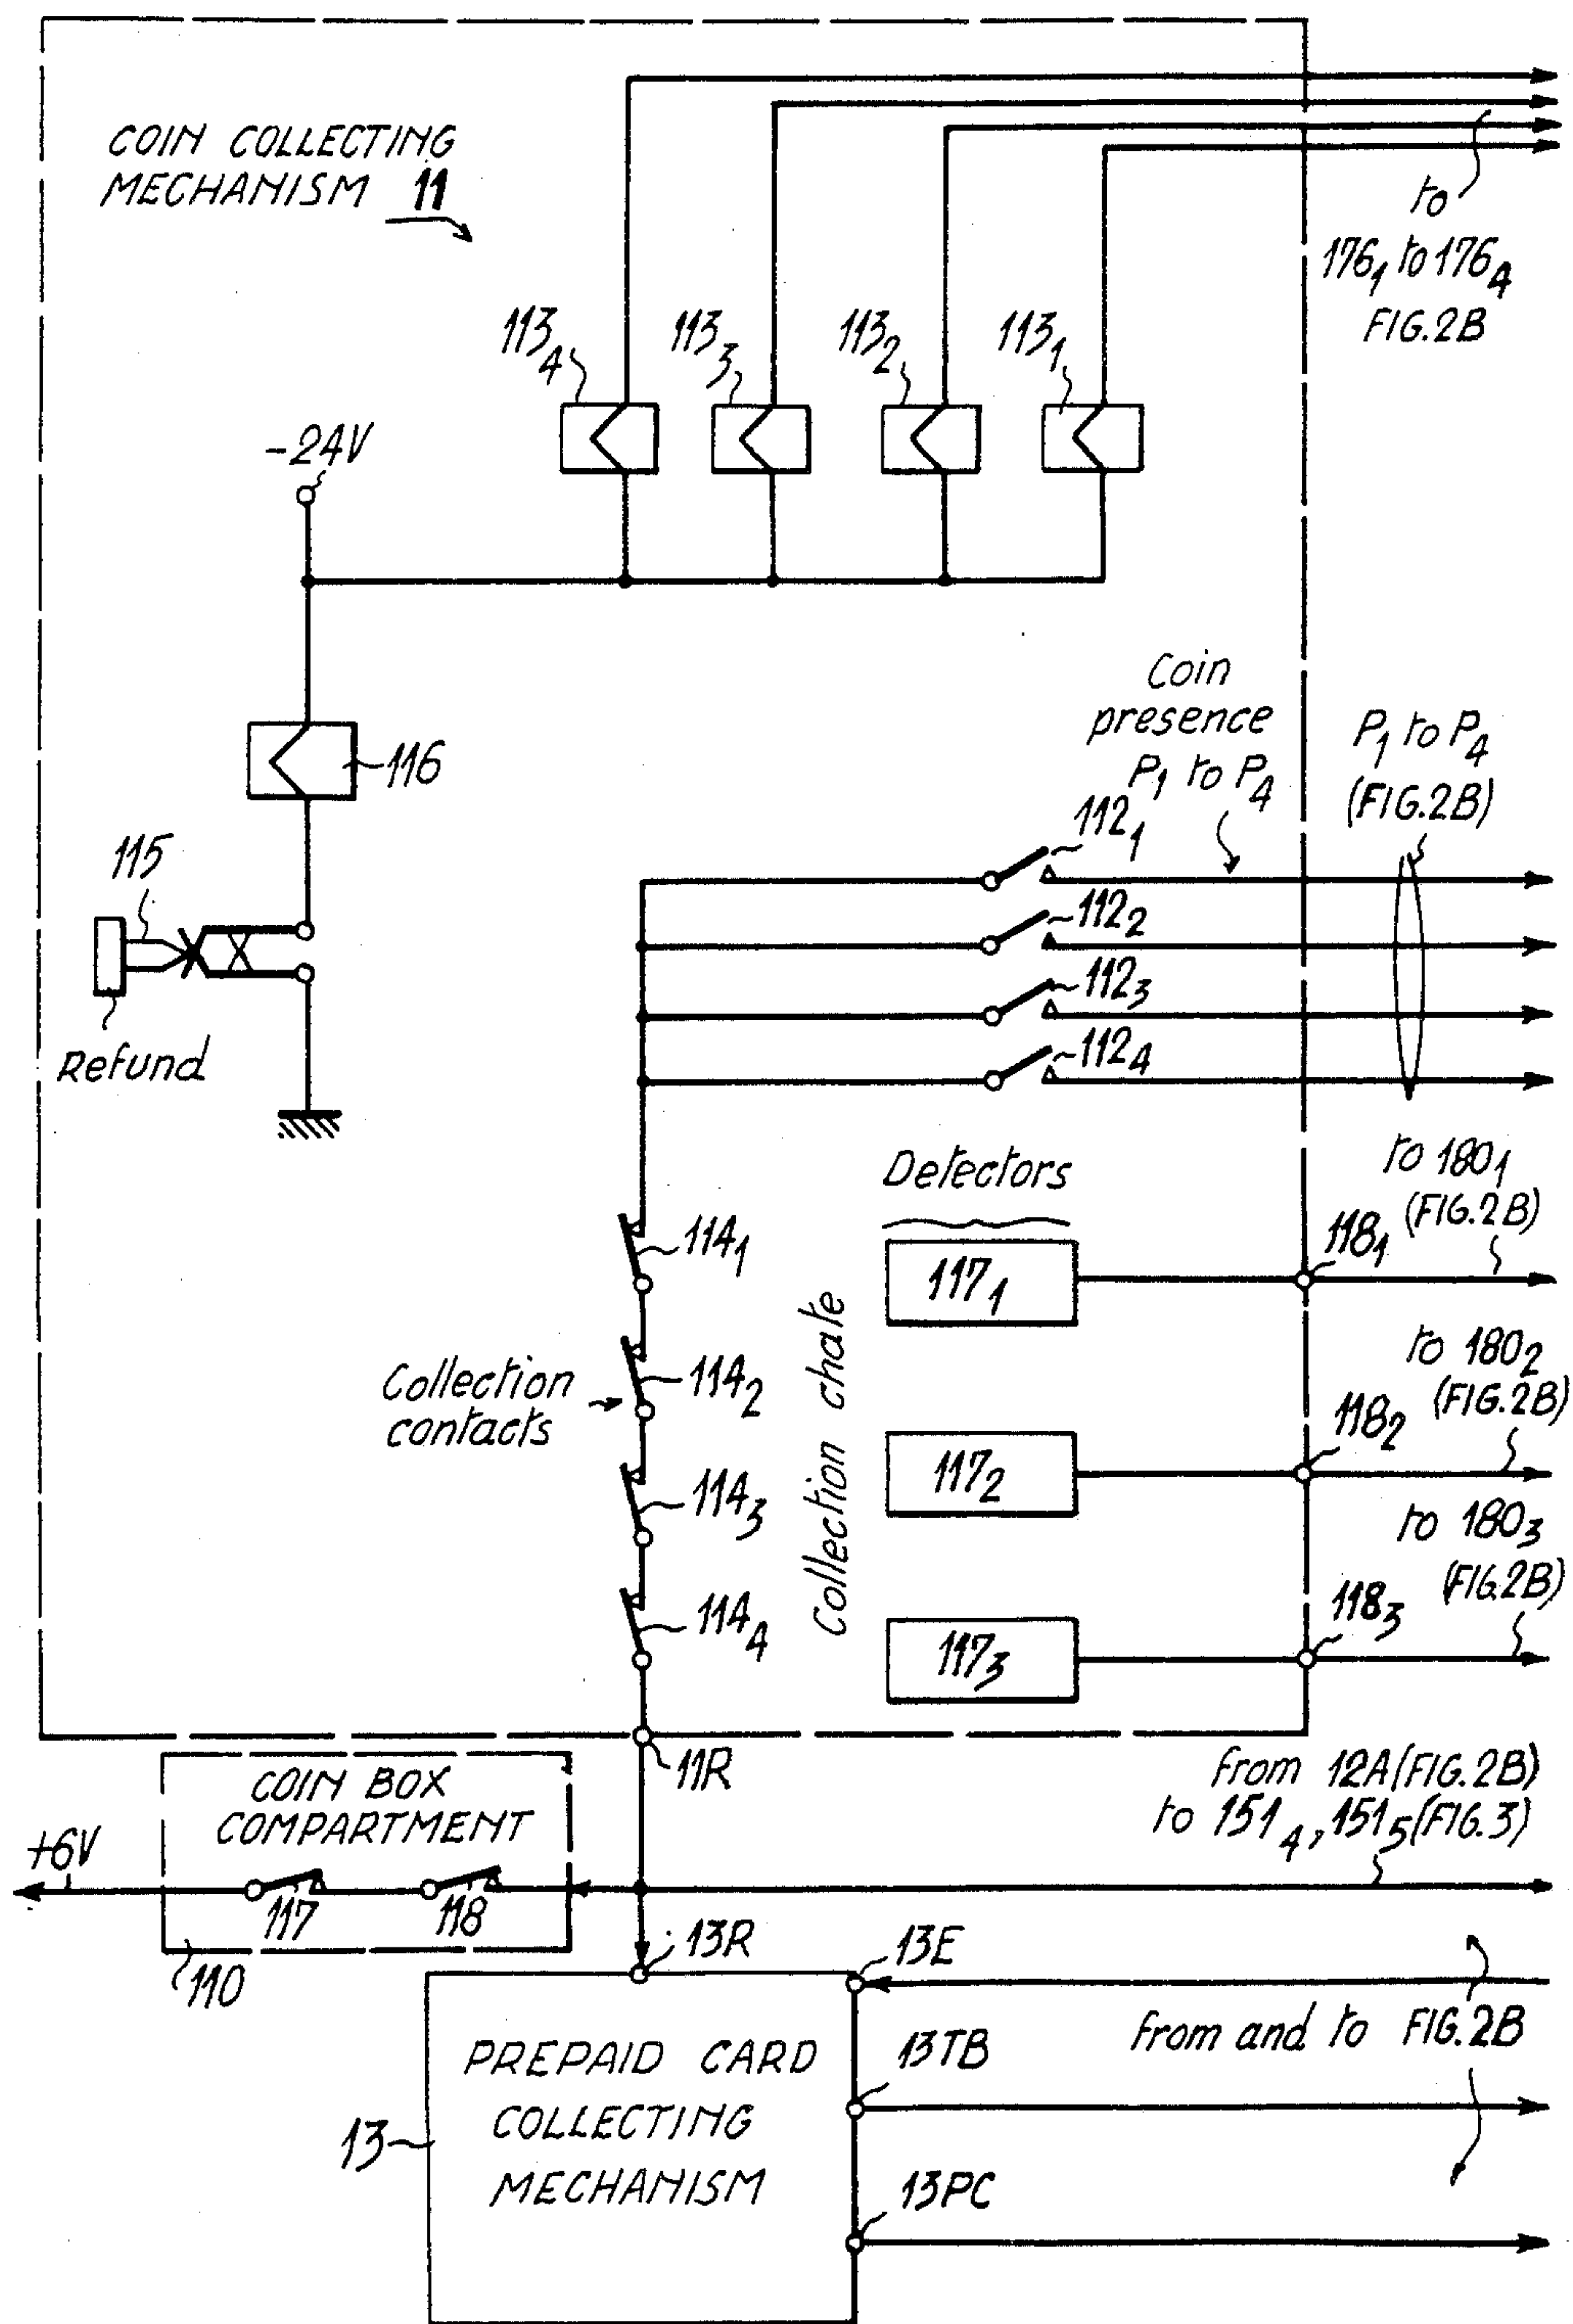 COIN COLLECTING
MECHANISM 11
to
176₁ to 176₄
FIG.2B
113₄
113₃
113₂
113₁
-24V
116
Coin
presence
P₁ to P₄
P₁ to P₄
(FIG.2B)
115
Refund
112₁
112₂
112₃
112₄
Detectors
to 180₁
(FIG.2B)
114₁
117₁
118₁
Collection
contacts
114₂
Collection chate
to 180₂
(FIG.2B)
117₂
118₂
114₃
to 180₃
(FIG.2B)
114₄
117₃
118₃
11R
COIN BOX
COMPARTMENT
from 12A(FIG.2B)
to 151₄, 151₅(FIG.3)
+6V
117
118
110
13R
13E
from and to FIG.2B
PREPAID CARD
COLLECTING
MECHANISM
13
13TB
13PC